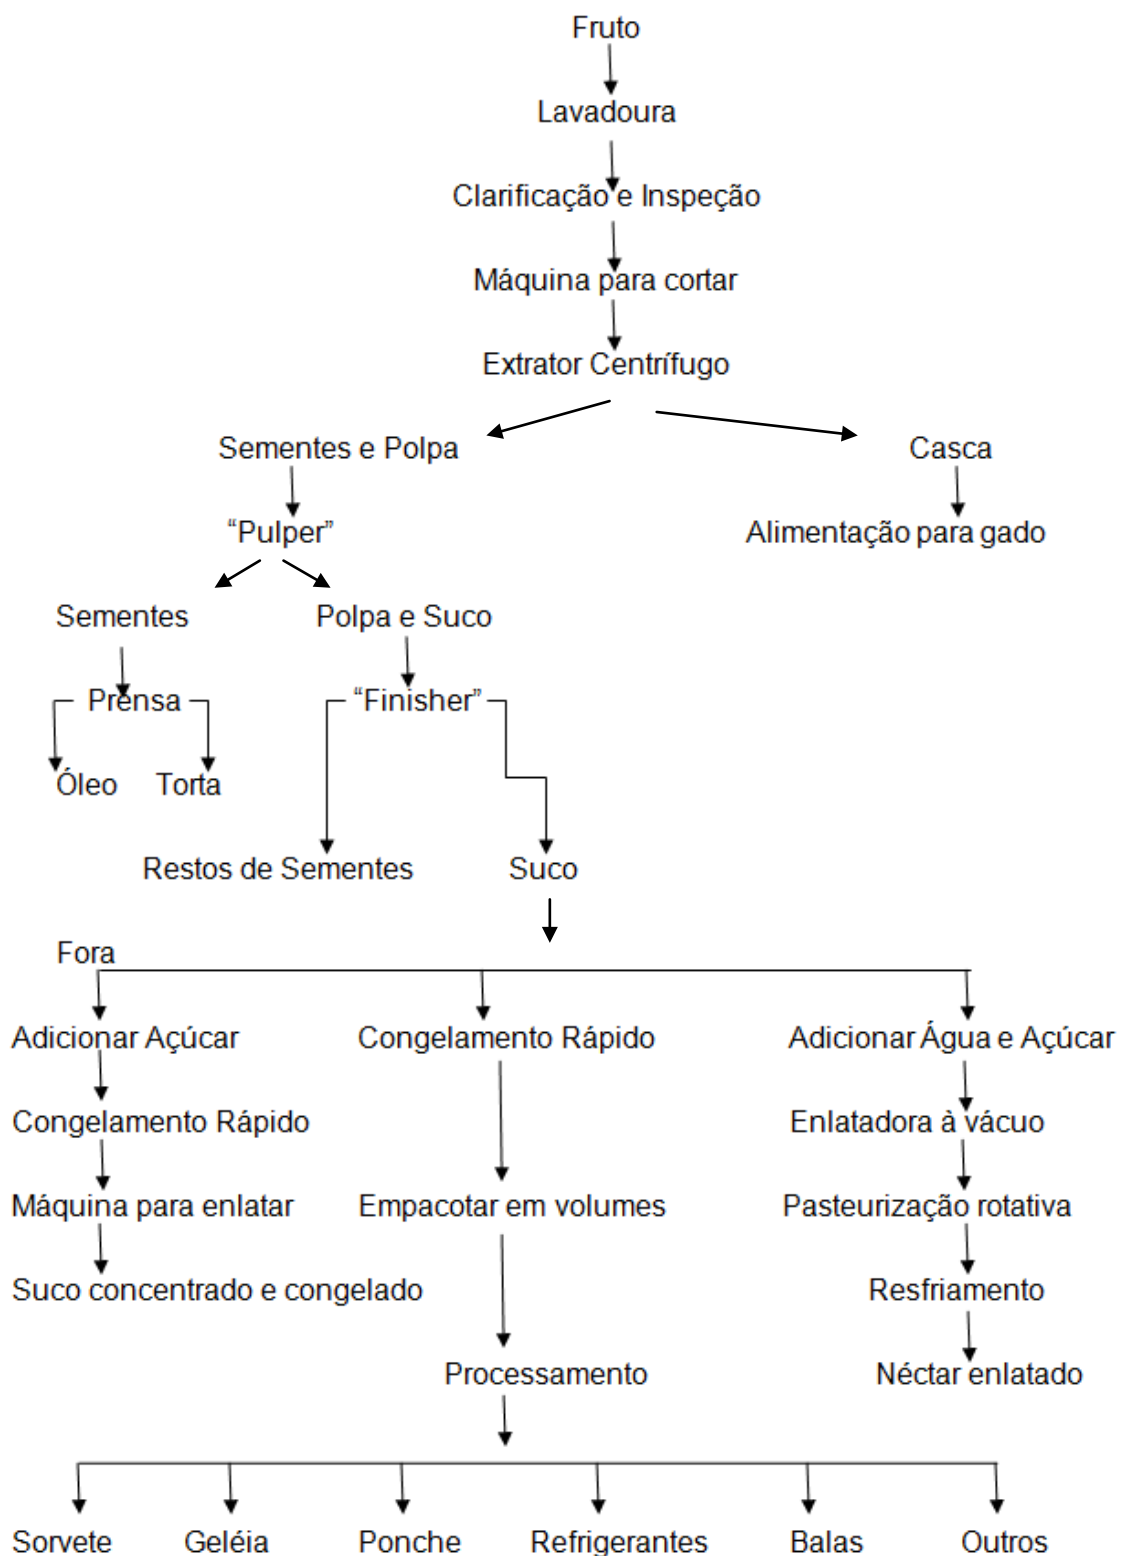 Fruto
Lavadoura
Clarificação e Inspeção
Máquina para cortar
Extrator Centrífugo
Sementes e Polpa Casca
“Pulper” Alimentação para gado
Sementes Polpa e Suco
Prensa “Finisher”
Óleo Torta
Restos de Sementes Suco
Fora
Adicionar Açúcar Congelamento Rápido Adicionar Água e Açúcar
Congelamento Rápido Enlatadora à vácuo
Máquina para enlatar Empacotar em volumes Pasteurização rotativa
Suco concentrado e congelado Resfriamento
Processamento Néctar enlatado
Sorvete Geléia Ponche Refrigerantes Balas Outros